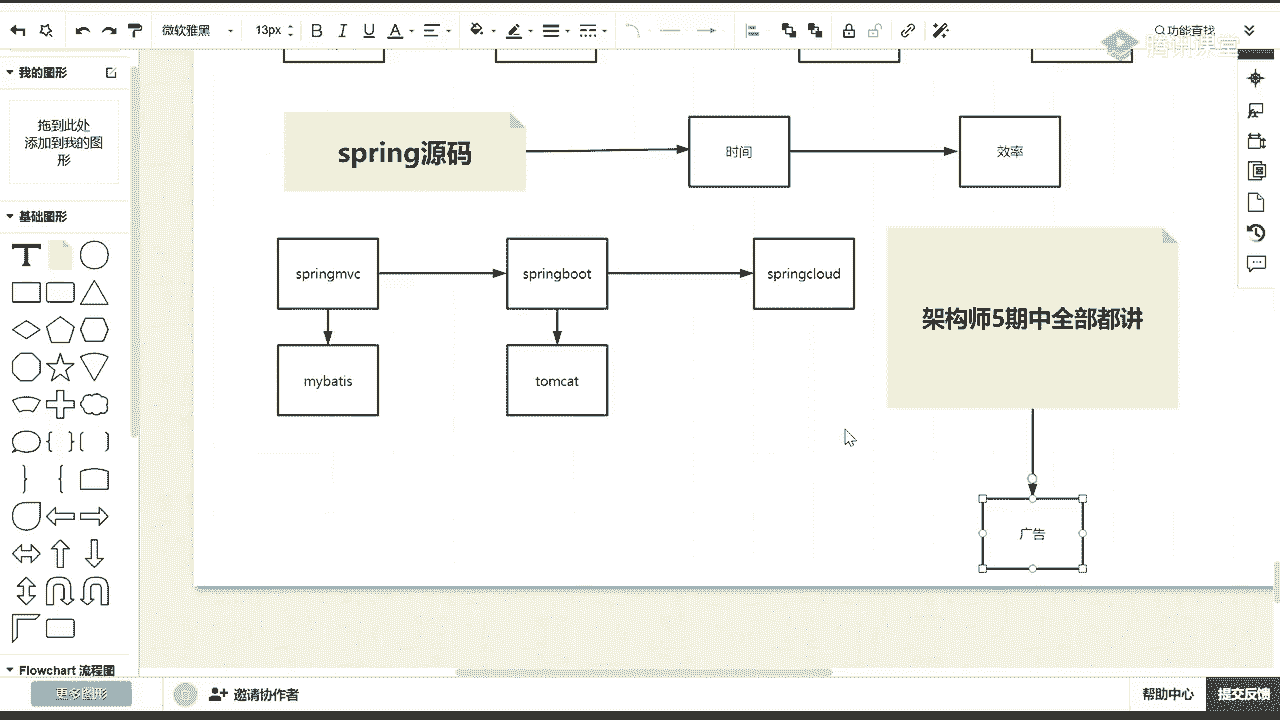 微软雅黑
13px
B
I
U
A
功能查找
腾讯课堂
我的图形
拖到此处
添加到我的图
形
spring源码
时间
效率
基础图形
T
springmvc
springboot
springcloud
架构师5期中全部都讲
mybatis
tomcat
广告
Flowchart 流程图
更多图形
邀请协作者
帮助中心
提交反馈